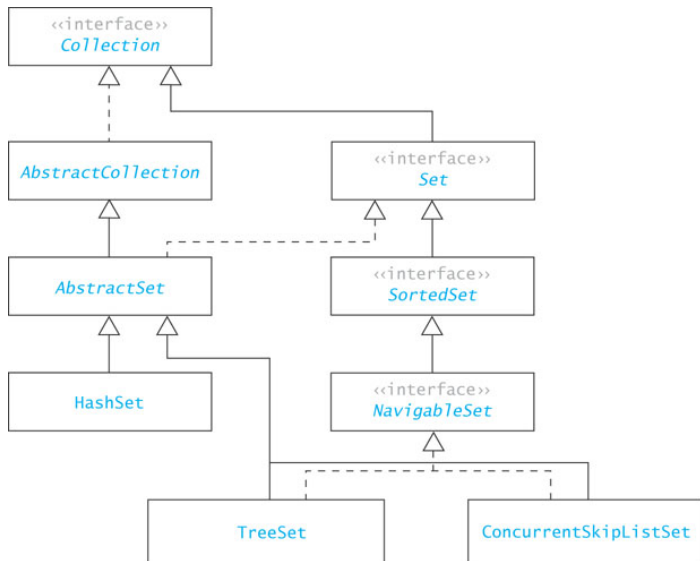 ‹‹interface››
Collection
AbstractCollection
‹‹interface››
Set
AbstractSet
‹‹interface››
SortedSet
HashSet
‹‹interface››
NavigableSet
TreeSet
ConcurrentSkipListSet